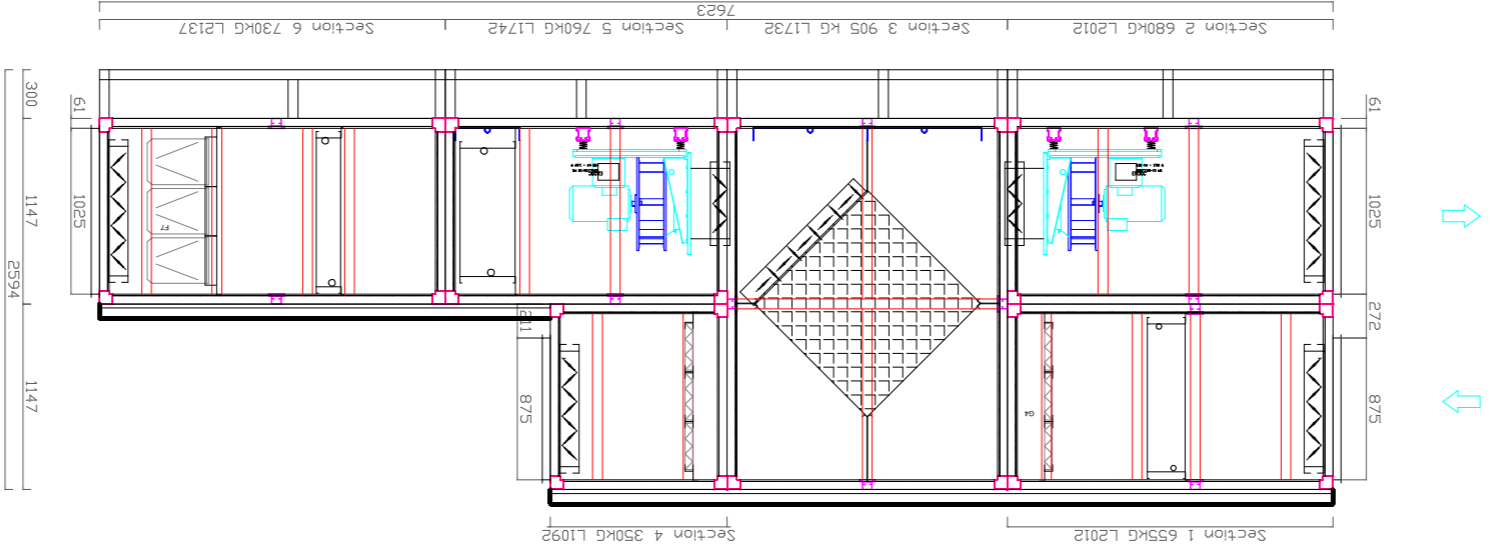 7623
Section 6 730KG L2137
Section 5 760KG L1742
Section 3 905 KG L1732
Section 2 680KG L2012
300
61
61
1147
1025
1025
F7
2594
211
272
1147
875
875
G4
Section 4 350KG L1092
Section 1 655KG L2012